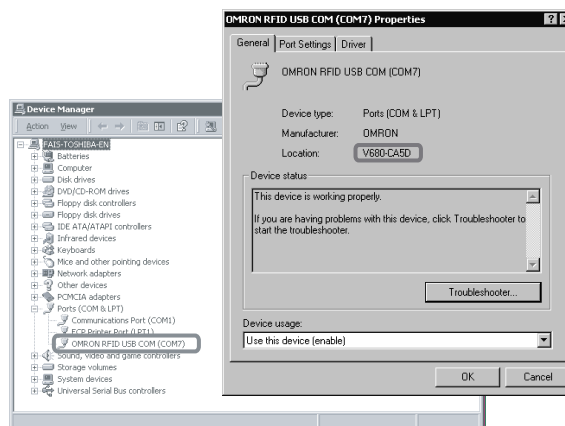 OMRON RFID USB COM (COM7) Properties
General Port Settings Driver
OMRON RFID USB COM (COM7)
Device type: Ports (COM & LPT)
Manufacturer: OMRON
Location: V680-CA5D
Device status
This device is working properly.
If you are having problems with this device, click Troubleshooter to
start the troubleshooter.
Troubleshooter...
Device usage:
Use this device (enable)
OK Cancel
Device Manager
Action View
FAIS-TOSHIBA-EN
Batteries
Computer
Disk drives
DVD/CD-ROM drives
Floppy disk controllers
Floppy disk drives
IDE ATA/ATAPI controllers
Infrared devices
Keyboards
Mice and other pointing devices
Network adapters
Other devices
PCMCIA adapters
Ports (COM & LPT)
Communications Port (COM1)
ECP Printer Port (LPT1)
OMRON RFID USB COM (COM7)
Sound, video and game controllers
Storage volumes
System devices
Universal Serial Bus controllers